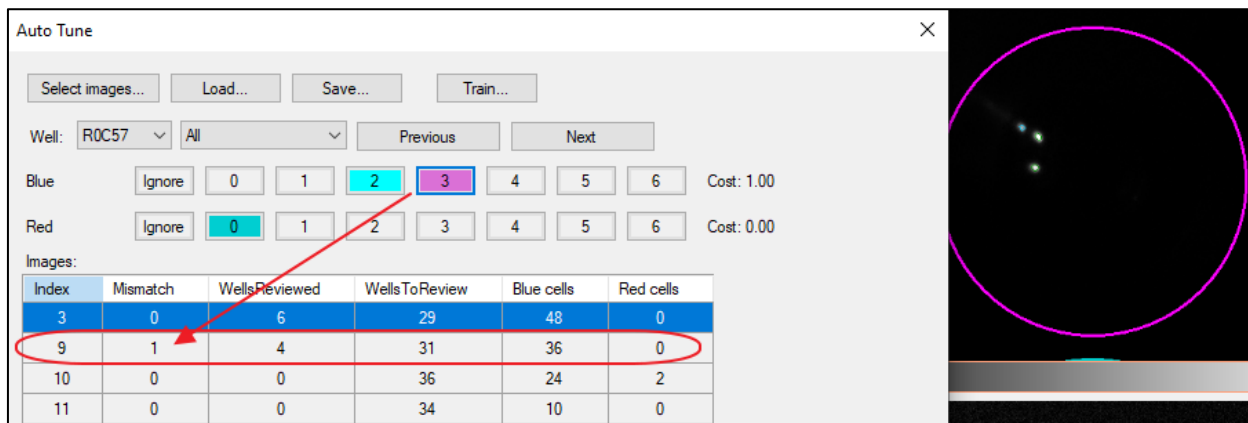 Auto Tune
Select images... Load... Save... Train...
Well: R0C57 All Previous Next
Blue Ignore 0 1 2 3 4 5 6 Cost: 1.00
Red Ignore 0 1 2 3 4 5 6 Cost: 0.00
Images:
Index Mismatch WellsReviewed WellsToReview Blue cells Red cells
3 0 6 29 48 0
9 1 4 31 36 0
10 0 0 36 24 2
11 0 0 34 10 0